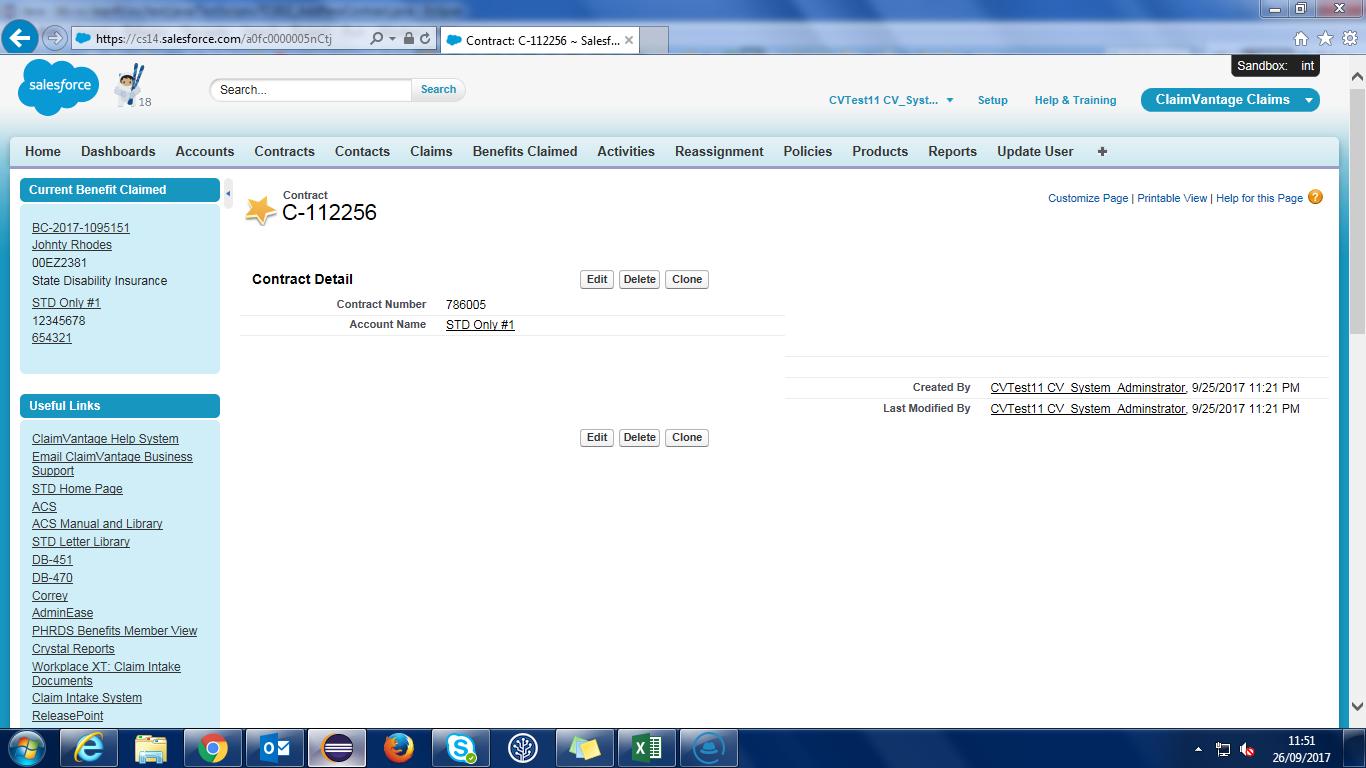 https://cs14.salesforce.com/a0fc0000005nCtj
Contract: C-112256 ~ Salesf...
Sandbox: int
salesforce
18
Search...
Search
CVTest11 CV_Syst...
Setup
Help & Training
ClaimVantage Claims
Home Dashboards Accounts Contracts Contacts Claims Benefits Claimed Activities Reassignment Policies Products Reports Update User +
Current Benefit Claimed
BC-2017-1095151
Johnty Rhodes
00EZ2381
State Disability Insurance
STD Only #1
12345678
654321
Useful Links
ClaimVantage Help System
Email ClaimVantage Business
Support
STD Home Page
ACS
ACS Manual and Library
STD Letter Library
DB-451
DB-470
Correy
AdminEase
PHRDS Benefits Member View
Crystal Reports
Workplace XT: Claim Intake
Documents
Claim Intake System
ReleasePoint
Contract
C-112256
Customize Page | Printable View | Help for this Page ?
Contract Detail
Edit Delete Clone
Contract Number 786005
Account Name STD Only #1
Created By CVTest11 CV_System_Adminstrator, 9/25/2017 11:21 PM
Last Modified By CVTest11 CV_System_Adminstrator, 9/25/2017 11:21 PM
Edit Delete Clone
11:51
26/09/2017